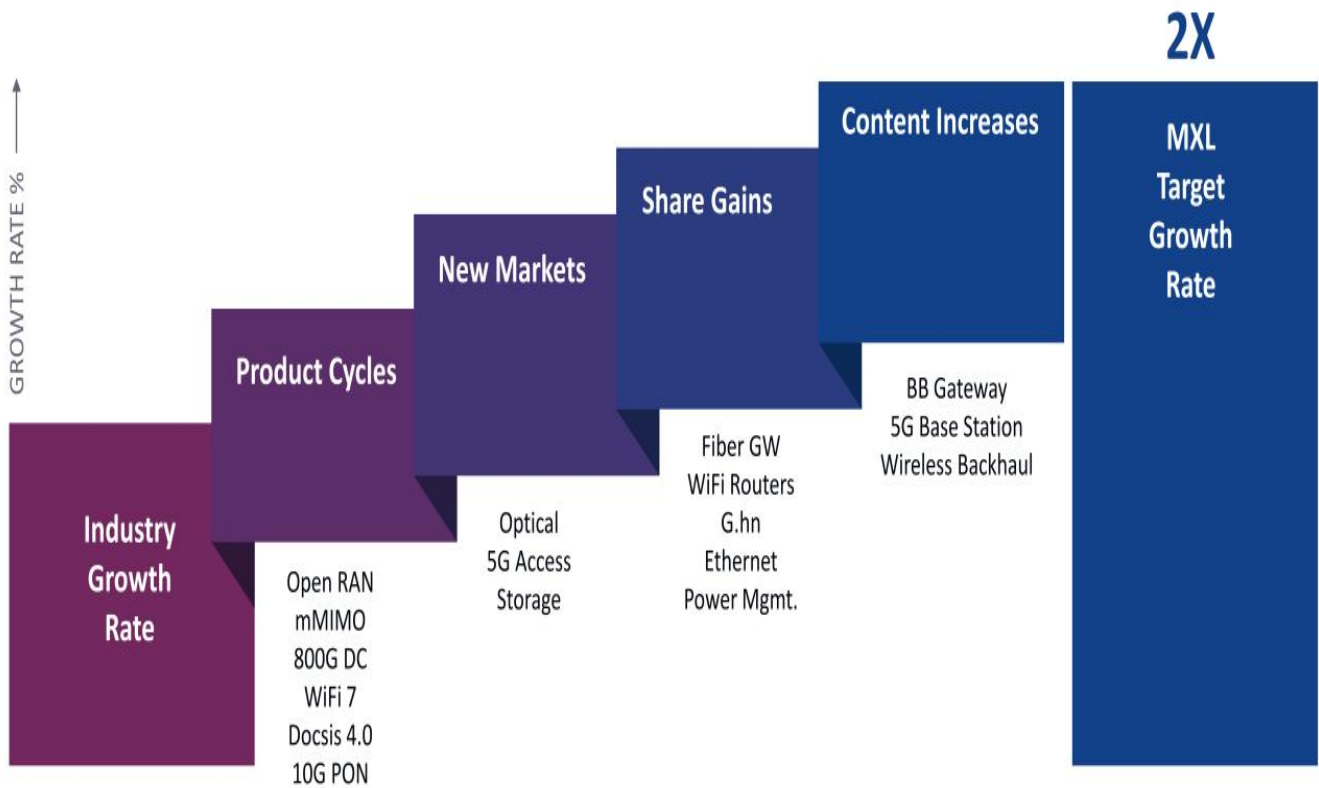 2X
GROWTH RATE %
Industry
Growth
Rate
Product Cycles
Open RAN
mMIMO
800G DC
WiFi 7
Docsis 4.0
10G PON
New Markets
Optical
5G Access
Storage
Share Gains
Fiber GW
WiFi Routers
G.hn
Ethernet
Power Mgmt.
Content Increases
BB Gateway
5G Base Station
Wireless Backhaul
MXL
Target
Growth
Rate